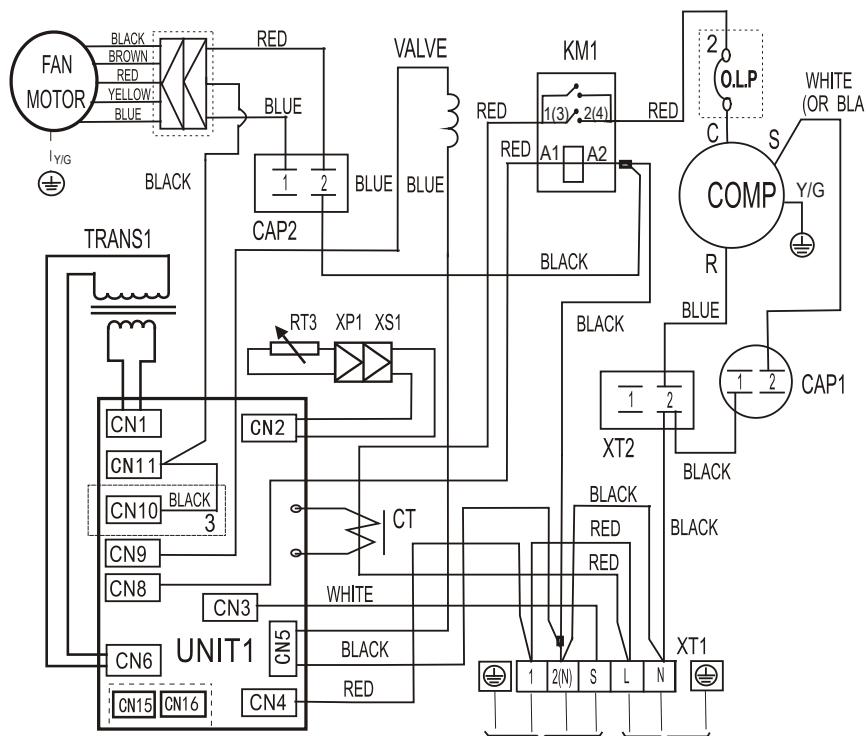 BLACK
BROWN
RED
YELLOW
BLUE
FAN
MOTOR
Y/G
RED
BLUE
BLACK
1 2
CAP2
VALVE
BLUE BLUE
KM1
RED
1(3) 2(4)
RED
RED
A1 A2
BLACK
BLACK
2
O.L.P
WHITE
(OR BLA
C
S
COMP
Y/G
R
BLUE
1 2
CAP1
1 2
XT2
BLACK
TRANS1
RT3 XP1 XS1
CN1
CN2
CN11
CN10
BLACK
3
CT
CN9
CN8
CN3
WHITE
UNIT1
CN5
BLACK
CN6
CN15 CN16
CN4
RED
BLACK
RED
RED
BLACK
XT1
1 2(N) S L N